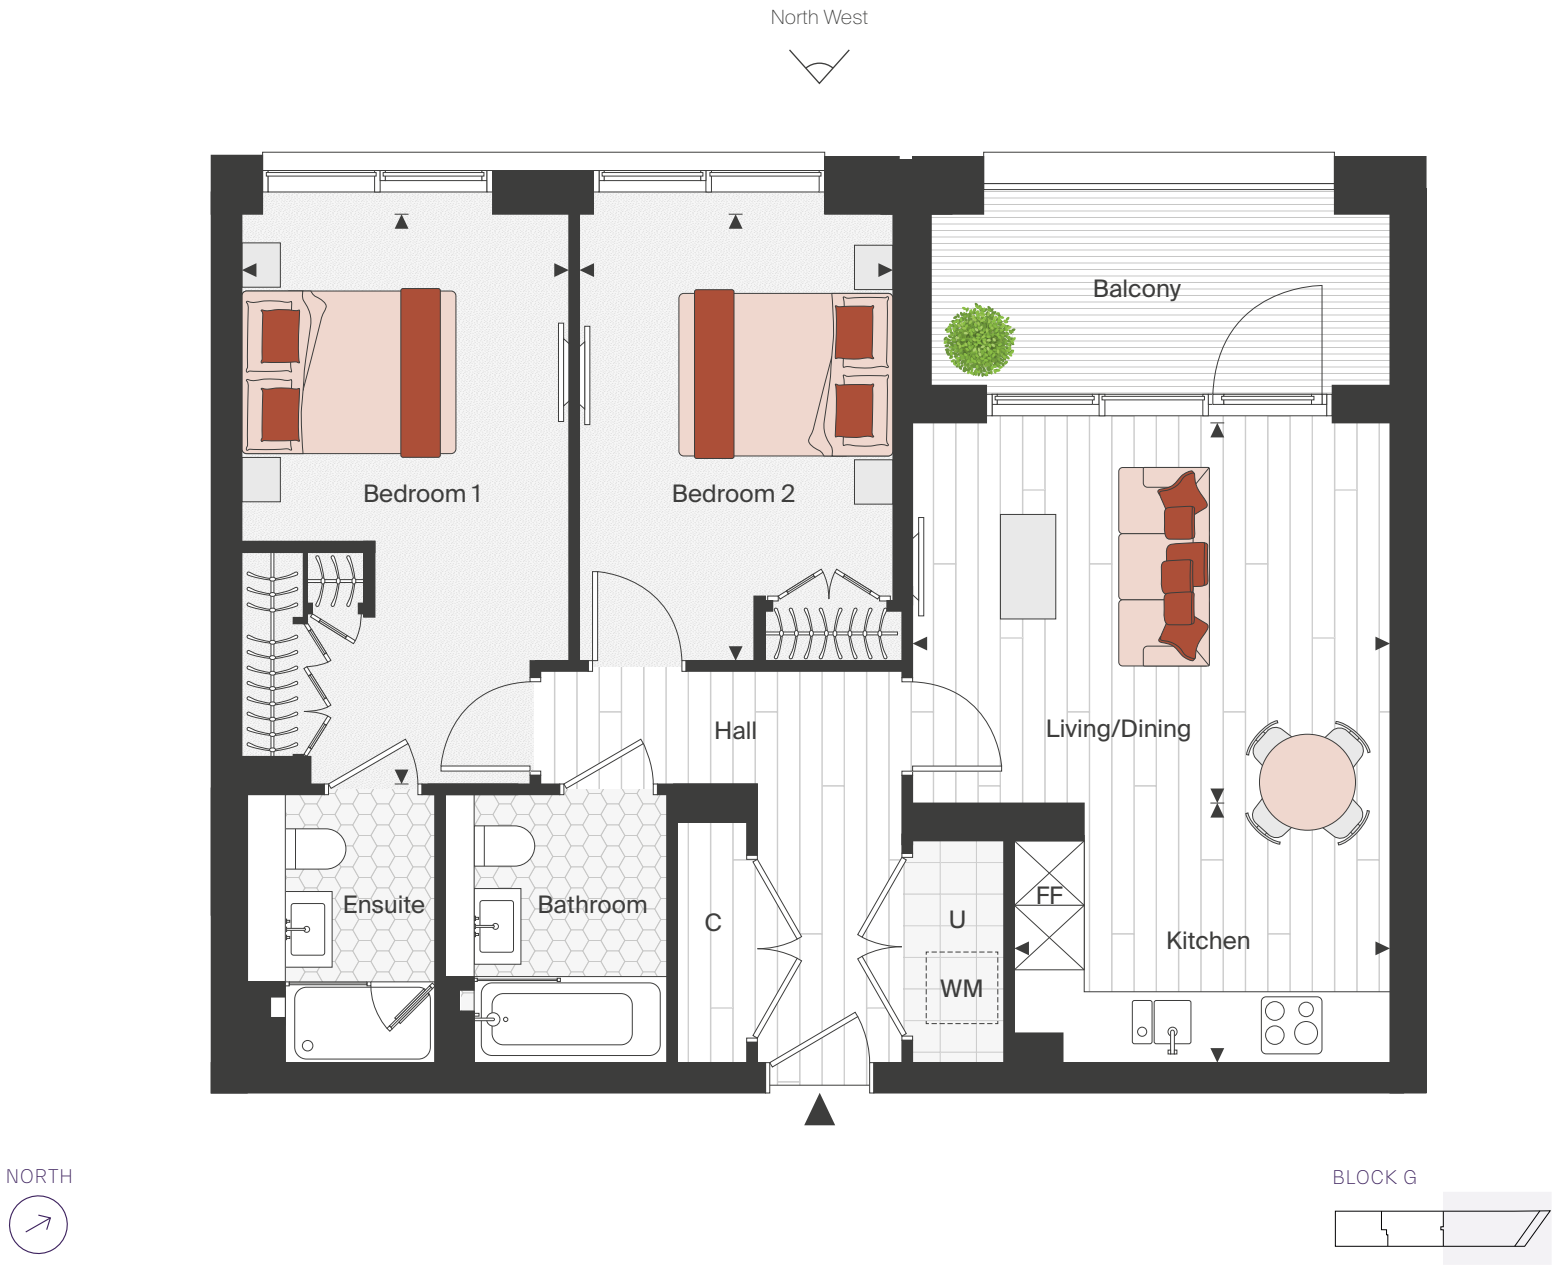 North West
Balcony
Bedroom 1
Bedroom 2
Hall
Living/Dining
Ensuite
Bathroom
C
U
WM
FF
Kitchen
NORTH
BLOCK G